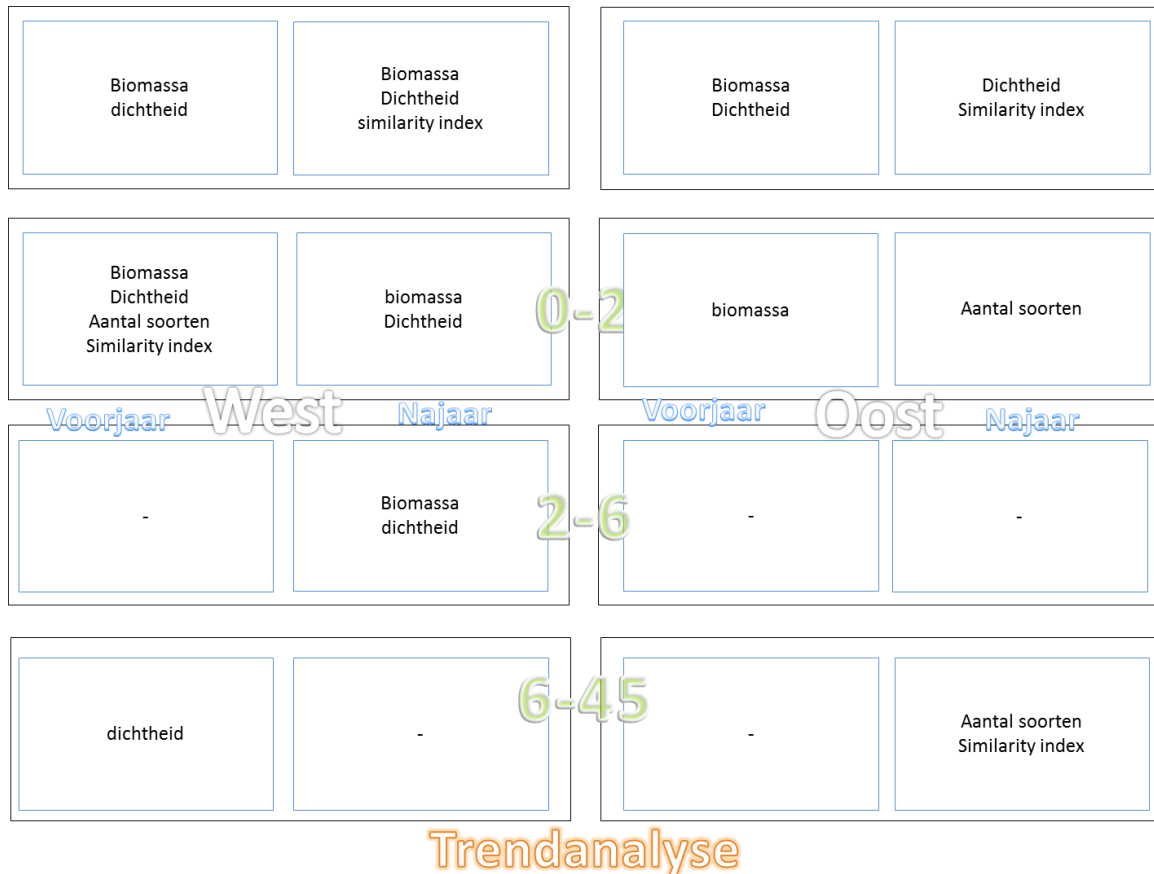 Biomassa
dichtheid
Biomassa
Dichtheid
similarity index
Biomassa
Dichtheid
Dichtheid
Similarity index
Biomassa
Dichtheid
Aantal soorten
Similarity index
biomassa
Dichtheid
0-2
biomassa
Aantal soorten
Voorjaar West Najaar
Voorjaar Oost Najaar
-
Biomassa
dichtheid
2-6
-
-
dichtheid
-
6-45
-
Aantal soorten
Similarity index
Trendanalyse